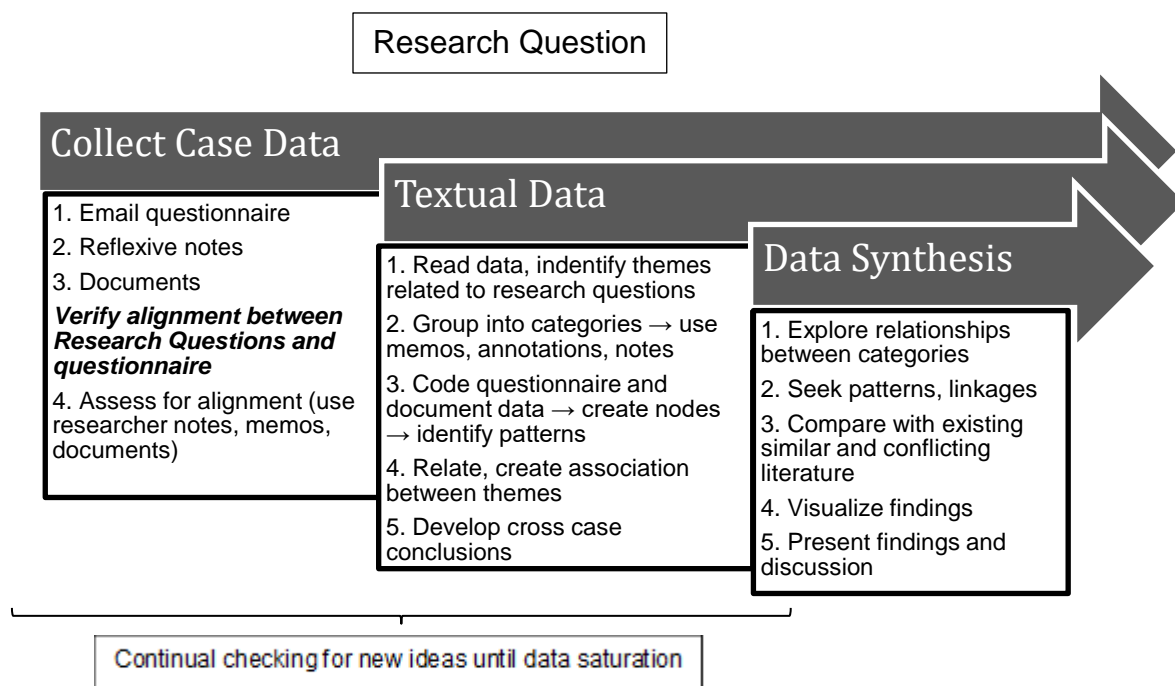 Research Question
Collect Case Data
1. Email questionnaire
2. Reflexive notes
3. Documents
Verify alignment between
Research Questions and
questionnaire
4. Assess for alignment (use
researcher notes, memos,
documents)
Textual Data
1. Read data, indentify themes
related to research questions
2. Group into categories → use
memos, annotations, notes
3. Code questionnaire and
document data → create nodes
→ identify patterns
4. Relate, create association
between themes
5. Develop cross case
conclusions
Data Synthesis
1. Explore relationships
between categories
2. Seek patterns, linkages
3. Compare with existing
similar and conflicting
literature
4. Visualize findings
5. Present findings and
discussion
Continual checking for new ideas until data saturation